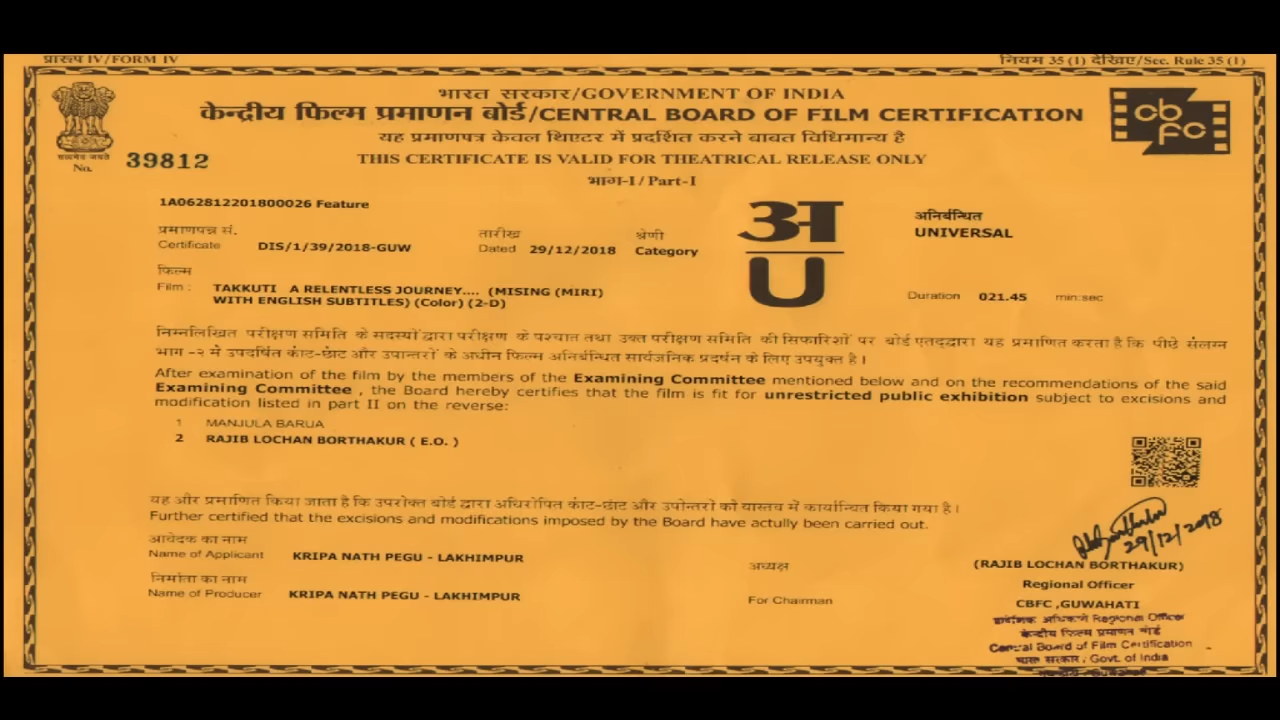 प्रारूप IV/FORM IV
नियम 35 (1) देखिए/See. Rule 35 (1)
भारत सरकार/GOVERNMENT OF INDIA
केन्द्रीय फिल्म प्रमाणन बोर्ड/CENTRAL BOARD OF FILM CERTIFICATION
cbfc
यह प्रमाणपत्र केवल थिएटर में प्रदर्शित करने बाबत विधिमान्य है
सत्यमेव जयते
No. 39812
THIS CERTIFICATE IS VALID FOR THEATRICAL RELEASE ONLY
भाग-I/Part-I
1A062812201800026 Feature
प्रमाणपत्र सं. तारीख श्रेणी
Certificate DIS/1/39/2018-GUW Dated 29/12/2018 Category
अ
U
अनिर्बन्धित
UNIVERSAL
फिल्म
Film : TAKKUTI A RELENTLESS JOURNEY.... (MISING (MIRI)
WITH ENGLISH SUBTITLES) (Color) (2-D)
Duration 021.45 min:sec
निम्नलिखित परीक्षण समिति के सदस्यों द्वारा परीक्षण के पश्चात तथा उक्त परीक्षण समिति की सिफारिशों पर बोर्ड एतद्द्वारा यह प्रमाणित करता है कि पीछे संलग्न
भाग -२ में उपदर्षित कांट-छांट और उपान्तरों के अधीन फिल्म अनिर्बन्धित सार्वजनिक प्रदर्षन के लिए उपयुक्त है।
After examination of the film by the members of the Examining Committee mentioned below and on the recommendations of the said
Examining Committee , the Board hereby certifies that the film is fit for unrestricted public exhibition subject to excisions and
modification listed in part II on the reverse:
1 MANJULA BARUA
2 RAJIB LOCHAN BORTHAKUR ( E.O. )
यह और प्रमाणित किया जाता है कि उपरोक्त बोर्ड द्वारा अधिरोपित कांट-छांट और उपोन्तरों को वास्तव में कार्यान्वित किया गया है।
Further certified that the excisions and modifications imposed by the Board have actully been carried out.
29/12/2018
आवेदक का नाम
Name of Applicant KRIPA NATH PEGU - LAKHIMPUR
निर्माता का नाम
Name of Producer KRIPA NATH PEGU - LAKHIMPUR
अध्यक्ष
For Chairman
(RAJIB LOCHAN BORTHAKUR)
Regional Officer
CBFC ,GUWAHATI
Regional Officer
केन्द्रीय फिल्म प्रमाणन बोर्ड
Central Board of Film Certification
भारत सरकार, Govt. of India